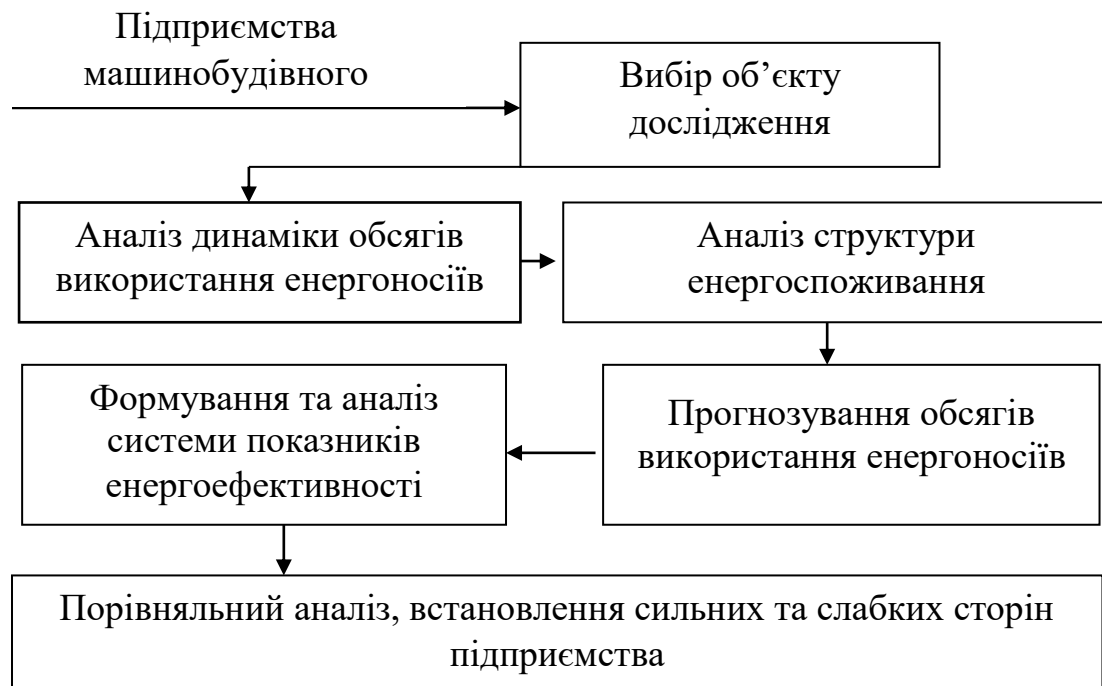 Підприємства
машинобудівного
Вибір об’єкту
дослідження
Аналіз динаміки обсягів
використання енергоносіїв
Аналіз структури
енергоспоживання
Прогнозування обсягів
використання енергоносіїв
Формування та аналіз
системи показників
енергоефективності
Порівняльний аналіз, встановлення сильних та слабких сторін
підприємства